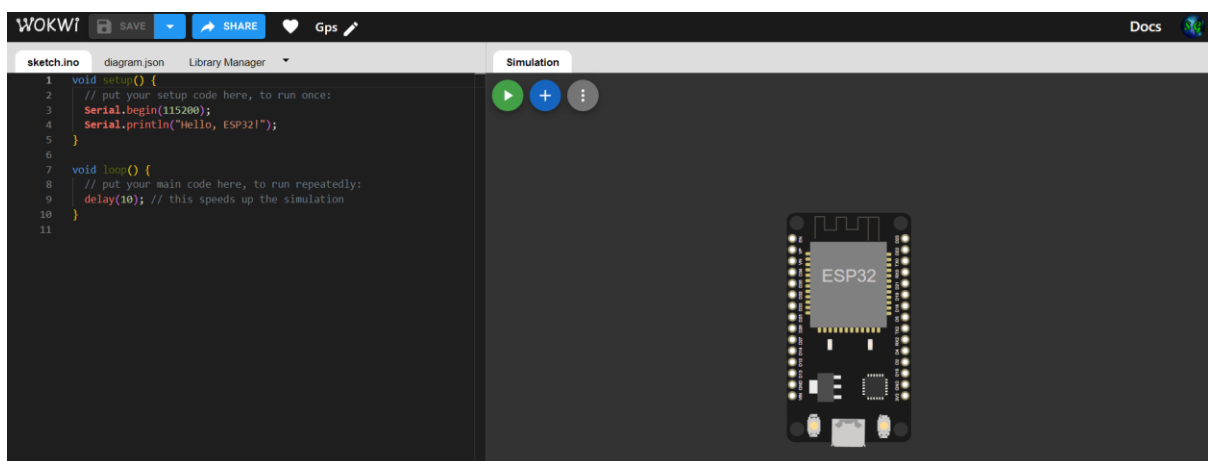 WOKWi SAVE SHARE Gps Docs
sketch.ino diagram.json Library Manager
Simulation
1 void setup() {
2 // put your setup code here, to run once:
3 Serial.begin(115200);
4 Serial.println("Hello, ESP32!");
5 }
6
7 void loop() {
8 // put your main code here, to run repeatedly:
9 delay(10); // this speeds up the simulation
10 }
11
ESP32